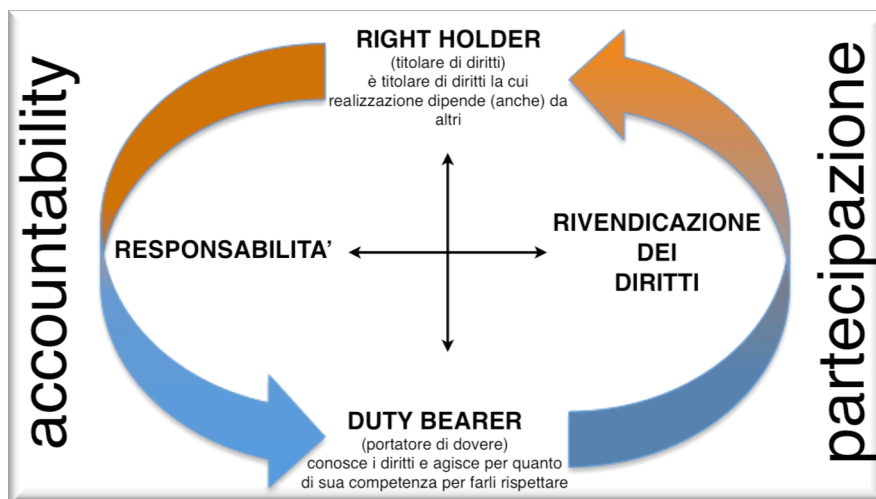 accountability
RIGHT HOLDER
(titolare di diritti)
è titolare di diritti la cui
realizzazione dipende (anche) da
altri
RESPONSABILITA’
RIVENDICAZIONE
DEI
DIRITTI
DUTY BEARER
(portatore di dovere)
conosce i diritti e agisce per quanto
di sua competenza per farli rispettare
partecipazione